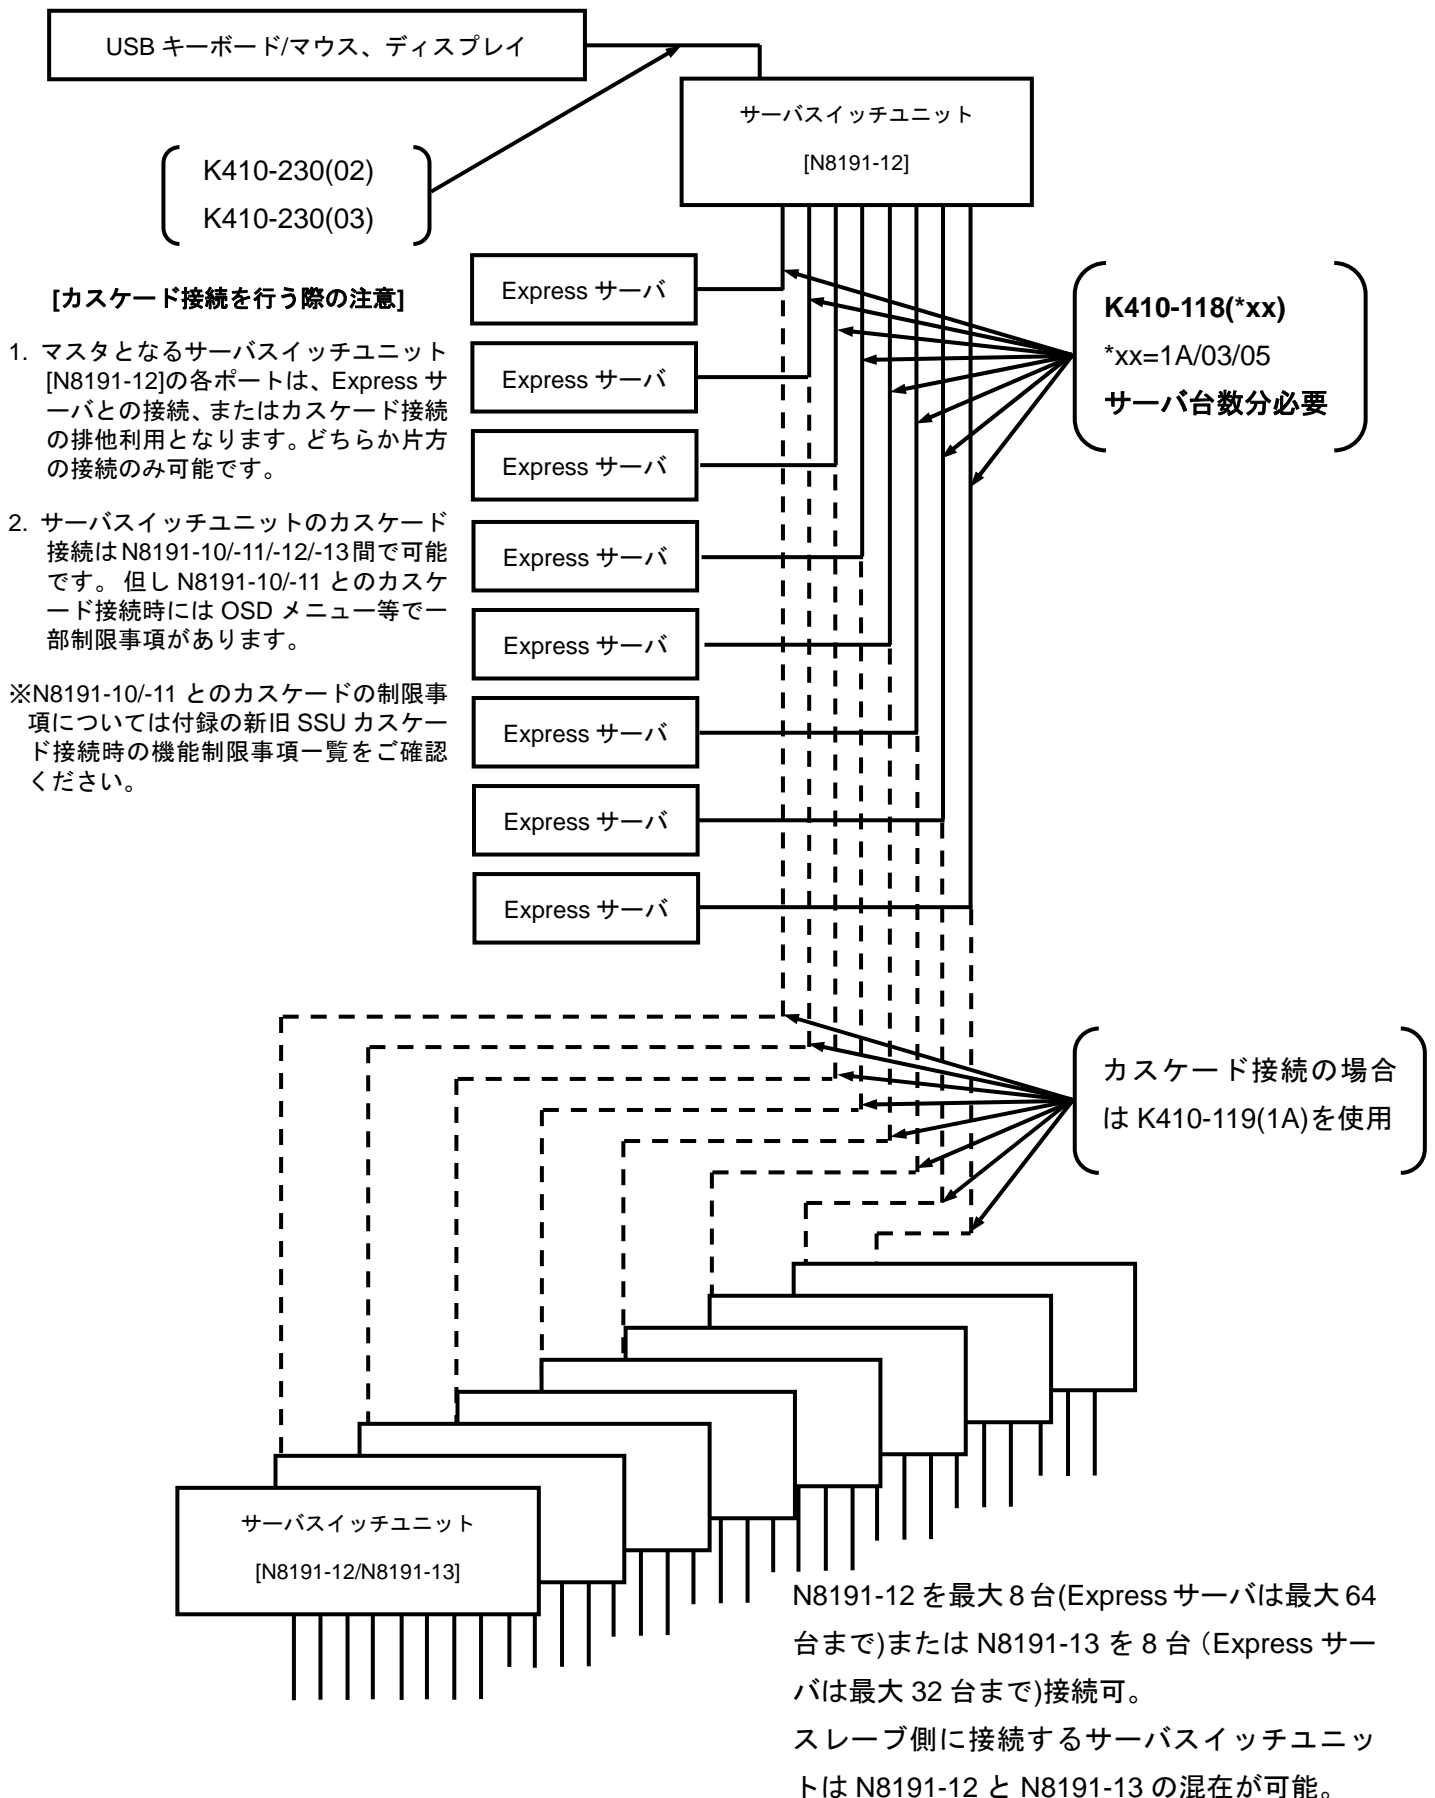 USB キーボード/マウス、ディスプレイ
サーバスイッチユニット
[N8191-12]
K410-230(02)
K410-230(03)
[カスケード接続を行う際の注意]
1. マスタとなるサーバスイッチユニット
[N8191-12]の各ポートは、Express サ
ーバとの接続、またはカスケード接続
の排他利用となります。どちらか片方
の接続のみ可能です。
2. サーバスイッチユニットのカスケード
接続はN8191-10/-11/-12/-13間で可能
です。 但し N8191-10/-11 とのカスケ
ード接続時には OSD メニュー等で一
部制限事項があります。
※N8191-10/-11 とのカスケードの制限事
項については付録の新旧 SSU カスケー
ド接続時の機能制限事項一覧をご確認
ください。
Express サーバ
Express サーバ
Express サーバ
Express サーバ
Express サーバ
Express サーバ
Express サーバ
Express サーバ
K410-118(*xx)
*xx=1A/03/05
サーバ台数分必要
カスケード接続の場合
は K410-119(1A)を使用
サーバスイッチユニット
[N8191-12/N8191-13]
N8191-12 を最大 8 台(Express サーバは最大 64
台まで)または N8191-13 を 8 台（Express サー
バは最大 32 台まで)接続可。
スレーブ側に接続するサーバスイッチユニッ
トは N8191-12 と N8191-13 の混在が可能。